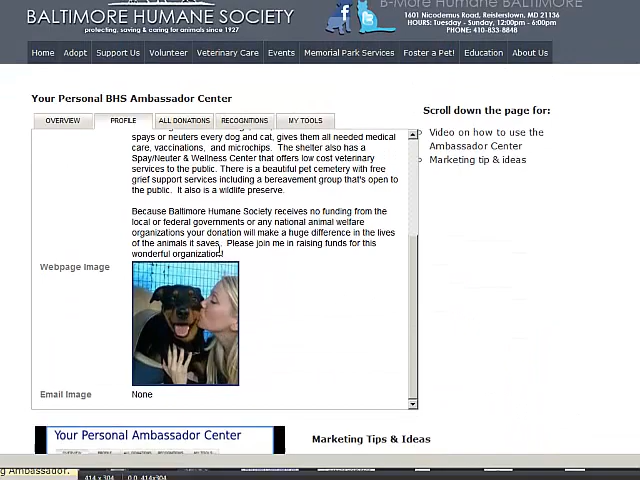 BALTIMORE HUMANE SOCIETY
protecting, saving & caring for animals since 1927
B-More Humane BALTIMORE
1601 Nicodemus Road, Reisterstown, MD 21136
HOURS: Tuesday - Sunday, 12:00pm - 6:00pm
PHONE: 410-833-8848
Home Adopt Support Us Volunteer Veterinary Care Events Memorial Park Services Foster a Pet! Education About Us
Your Personal BHS Ambassador Center
OVERVIEW PROFILE ALL DONATIONS RECOGNITIONS MY TOOLS
spays or neuters every dog and cat, gives them all needed medical
care, vaccinations, and microchips. The shelter also has a
Spay/Neuter & Wellness Center that offers low cost veterinary
services to the public. There is a beautiful pet cemetery with free
grief support services including a bereavement group that's open to
the public. It also is a wildlife preserve.
Because Baltimore Humane Society receives no funding from the
local or federal governments or any national animal welfare
organizations your donation will make a huge difference in the lives
of the animals it saves. Please join me in raising funds for this
wonderful organization!
Webpage Image
Email Image None
Scroll down the page for:
Video on how to use the
Ambassador Center
Marketing tip & ideas
Your Personal Ambassador Center
Marketing Tips & Ideas
g Ambassador.
414 x 304 0,0 414x304